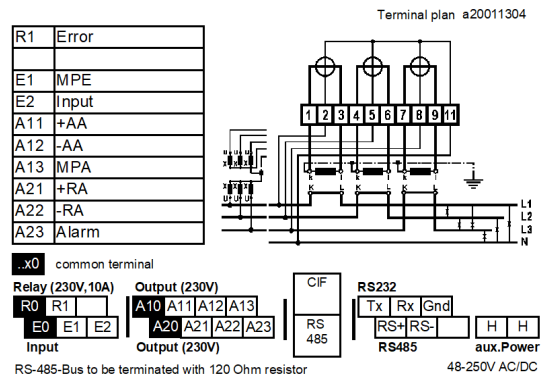 Terminal plan a20011304
R1 Error
E1 MPE
E2 Input
A11 +AA
A12 -AA
A13 MPA
A21 +RA
A22 -RA
A23 Alarm
1 2 3 4 5 6 7 8 9 11
k l k l k l
K L K L K L
u u u
x x x
u u u
L1
L2
L3
N
..x0 common terminal
Relay (230V,10A) Output (230V) CIF RS232
R0 R1 A10 A11 A12 A13 Tx Rx Gnd
E0 E1 E2 A20 A21 A22 A23 RS 485 RS+ RS- H H
Input Output (230V) RS485 aux.Power
RS-485-Bus to be terminated with 120 Ohm resistor 48-250V AC/DC